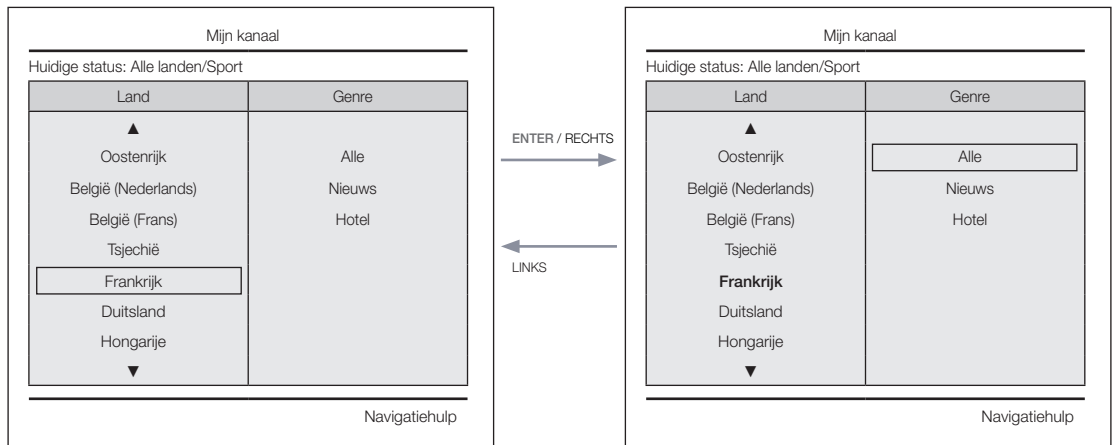 Mijn kanaal
Huidige status: Alle landen/Sport
Land Genre
▲
Oostenrijk Alle
België (Nederlands) Nieuws
België (Frans) Hotel
Tsjechië
Frankrijk
Duitsland
Hongarije
▼
Navigatiehulp
ENTER / RECHTS
LINKS
Mijn kanaal
Huidige status: Alle landen/Sport
Land Genre
▲
Oostenrijk Alle
België (Nederlands) Nieuws
België (Frans) Hotel
Tsjechië
Frankrijk
Duitsland
Hongarije
▼
Navigatiehulp